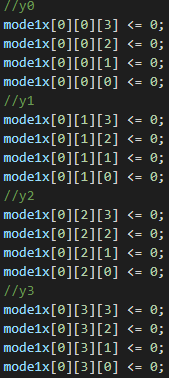 //y0
mode1x[0][0][3] <= 0;
mode1x[0][0][2] <= 0;
mode1x[0][0][1] <= 0;
mode1x[0][0][0] <= 0;
//y1
mode1x[0][1][3] <= 0;
mode1x[0][1][2] <= 0;
mode1x[0][1][1] <= 0;
mode1x[0][1][0] <= 0;
//y2
mode1x[0][2][3] <= 0;
mode1x[0][2][2] <= 0;
mode1x[0][2][1] <= 0;
mode1x[0][2][0] <= 0;
//y3
mode1x[0][3][3] <= 0;
mode1x[0][3][2] <= 0;
mode1x[0][3][1] <= 0;
mode1x[0][3][0] <= 0;